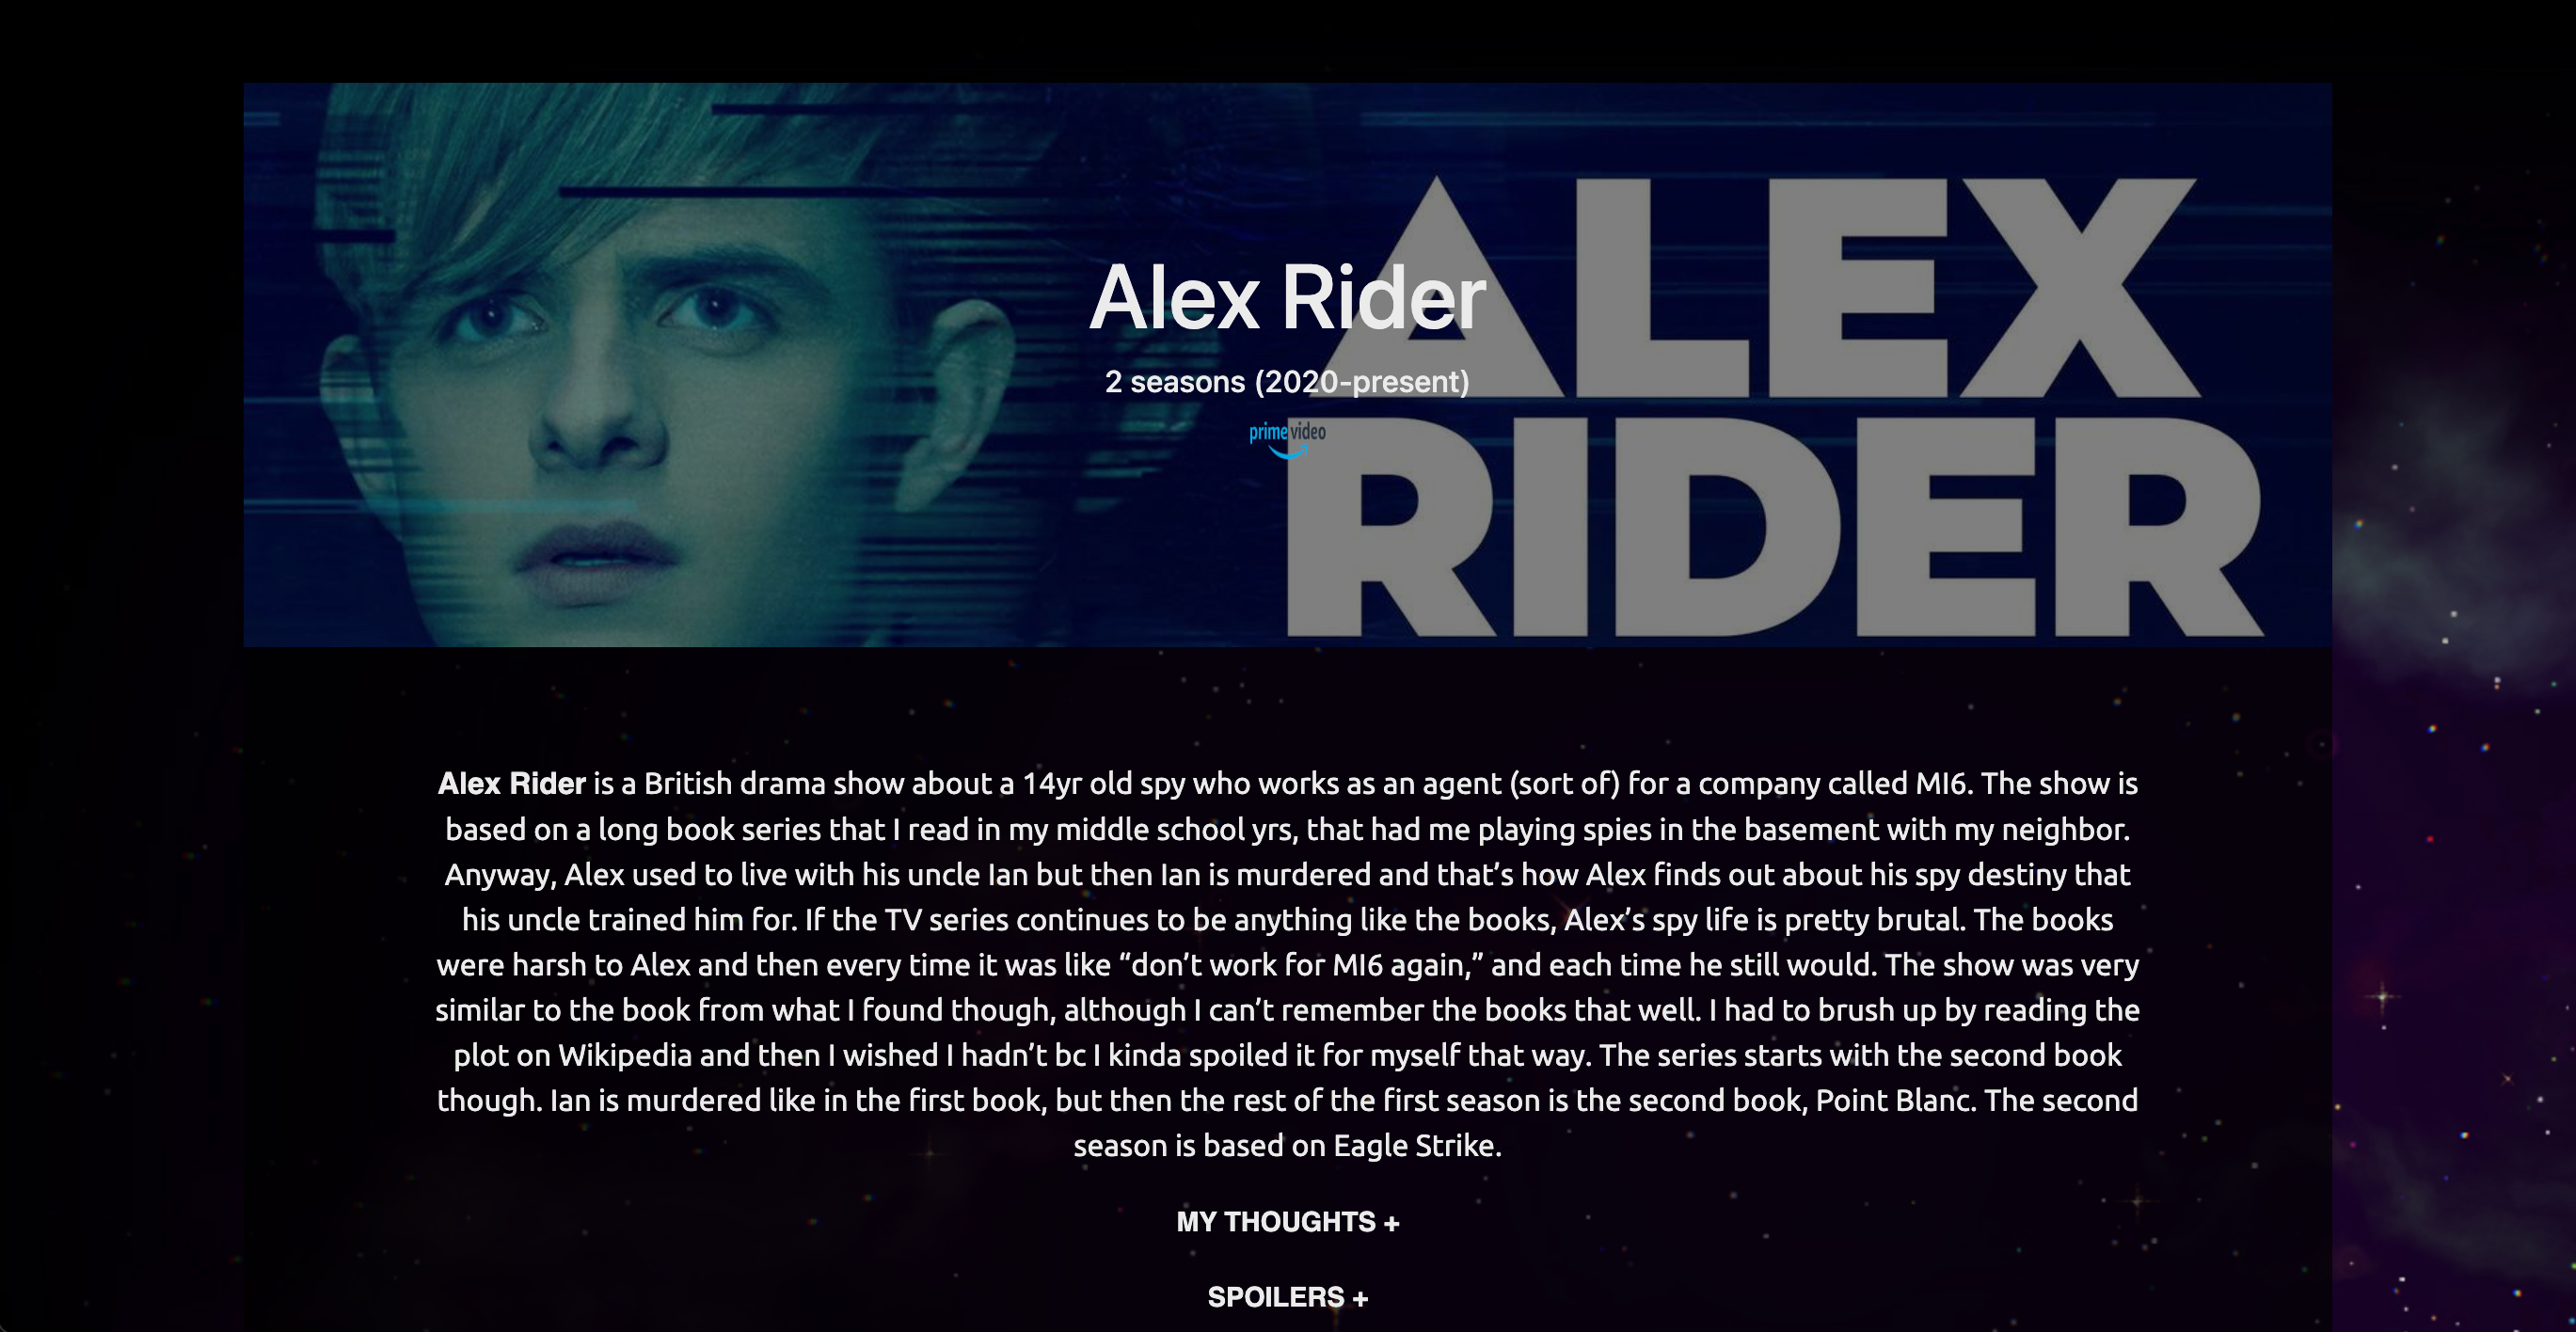 ALEX
RIDER
Alex Rider
2 seasons (2020-present)
prime video
Alex Rider is a British drama show about a 14yr old spy who works as an agent (sort of) for a company called MI6. The show is
based on a long book series that I read in my middle school yrs, that had me playing spies in the basement with my neighbor.
Anyway, Alex used to live with his uncle Ian but then Ian is murdered and that’s how Alex finds out about his spy destiny that
his uncle trained him for. If the TV series continues to be anything like the books, Alex’s spy life is pretty brutal. The books
were harsh to Alex and then every time it was like “don’t work for MI6 again,” and each time he still would. The show was very
similar to the book from what I found though, although I can’t remember the books that well. I had to brush up by reading the
plot on Wikipedia and then I wished I hadn’t bc I kinda spoiled it for myself that way. The series starts with the second book
though. Ian is murdered like in the first book, but then the rest of the first season is the second book, Point Blanc. The second
season is based on Eagle Strike.
MY THOUGHTS +
SPOILERS +